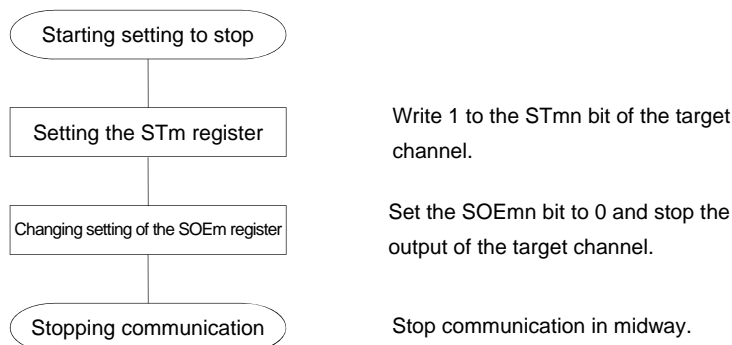 Starting setting to stop
Setting the STm register
Write 1 to the STmn bit of the target
channel.
Changing setting of the SOEm register
Set the SOEmn bit to 0 and stop the
output of the target channel.
Stopping communication
Stop communication in midway.